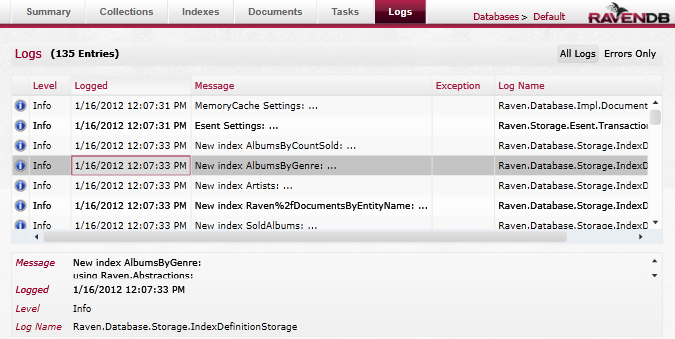 Summary Collections Indexes Documents Tasks Logs Databases > Default RAVENDB
Logs (135 Entries) All Logs Errors Only
Level Logged Message Exception Log Name
Info 1/16/2012 12:07:31 PM MemoryCache Settings: ... Raven.Database.Impl.Document
Info 1/16/2012 12:07:33 PM Esent Settings: ... Raven.Storage.Esent.Transactio
Info 1/16/2012 12:07:33 PM New index AlbumsByCountSold: ... Raven.Database.Storage.IndexD
Info 1/16/2012 12:07:33 PM New index AlbumsByGenre: ... Raven.Database.Storage.IndexD
Info 1/16/2012 12:07:33 PM New index Artists: ... Raven.Database.Storage.IndexD
Info 1/16/2012 12:07:33 PM New index Raven%2fDocumentsByEntityName: ... Raven.Database.Storage.IndexD
Info 1/16/2012 12:07:33 PM New index SoldAlbums: ... Raven.Database.Storage.IndexD
Message New index AlbumsByGenre:
using Raven.Abstractions;
Logged 1/16/2012 12:07:33 PM
Level Info
Log Name Raven.Database.Storage.IndexDefinitionStorage